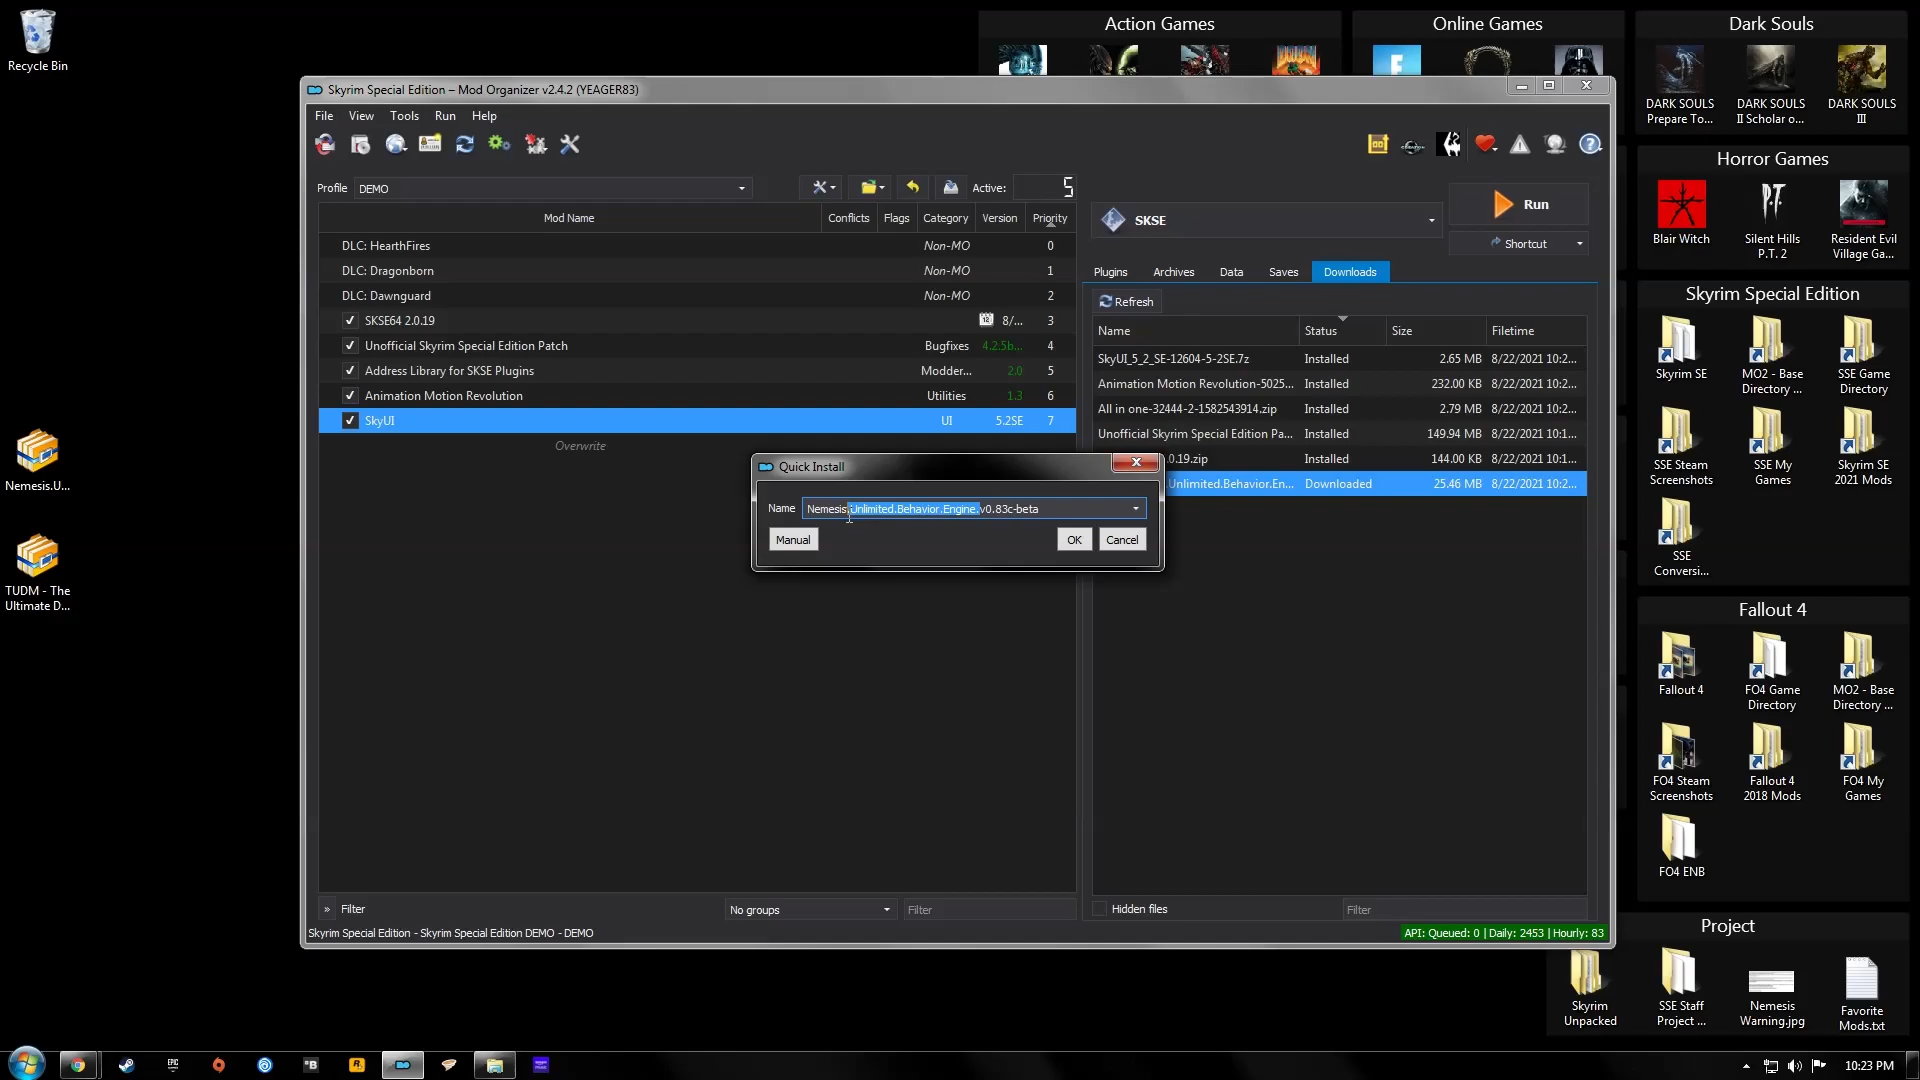 Recycle Bin
Nemesis.U...
TUDM - The
Ultimate D...
Action Games
Online Games
Dark Souls
DARK SOULS
Prepare To...
DARK SOULS
II Scholar o...
DARK SOULS
III
Horror Games
Blair Witch
Silent Hills
P.T. 2
Resident Evil
Village Ga...
Skyrim Special Edition
Skyrim SE
MO2 - Base
Directory ...
SSE Game
Directory
SSE Steam
Screenshots
SSE My
Games
Skyrim SE
2021 Mods
SSE
Conversi...
Fallout 4
Fallout 4
FO4 Game
Directory
MO2 - Base
Directory ...
FO4 Steam
Screenshots
Fallout 4
2018 Mods
FO4 My
Games
FO4 ENB
Project
Skyrim
Unpacked
SSE Staff
Project ...
Nemesis
Warning.jpg
Favorite
Mods.txt
Skyrim Special Edition – Mod Organizer v2.4.2 (YEAGER83)
File View Tools Run Help
Profile DEMO Active: 5
Mod Name Conflicts Flags Category Version Priority
DLC: HearthFires Non-MO 0
DLC: Dragonborn Non-MO 1
DLC: Dawnguard Non-MO 2
SKSE64 2.0.19 8/... 3
Unofficial Skyrim Special Edition Patch Bugfixes 4.2.5b... 4
Address Library for SKSE Plugins Modder... 2.0 5
Animation Motion Revolution Utilities 1.3 6
SkyUI UI 5.2SE 7
Overwrite
SKSE
Run
Shortcut
Plugins Archives Data Saves Downloads
Refresh
Name Status Size Filetime
SkyUI_5_2_SE-12604-5-2SE.7z Installed 2.65 MB 8/22/2021 10:2...
Animation Motion Revolution-5025... Installed 232.00 KB 8/22/2021 10:2...
All in one-32444-2-1582543914.zip Installed 2.79 MB 8/22/2021 10:2...
Unofficial Skyrim Special Edition Pa... Installed 149.94 MB 8/22/2021 10:1...
.0.19.zip Installed 144.00 KB 8/22/2021 10:1...
.Unlimited.Behavior.En... Downloaded 25.46 MB 8/22/2021 10:2...
Quick Install
Name Nemesis.Unlimited.Behavior.Engine.v0.83c-beta
Manual OK Cancel
» Filter No groups Filter
Hidden files Filter
Skyrim Special Edition - Skyrim Special Edition DEMO - DEMO
API: Queued: 0 | Daily: 2453 | Hourly: 83
EPIC
10:23 PM